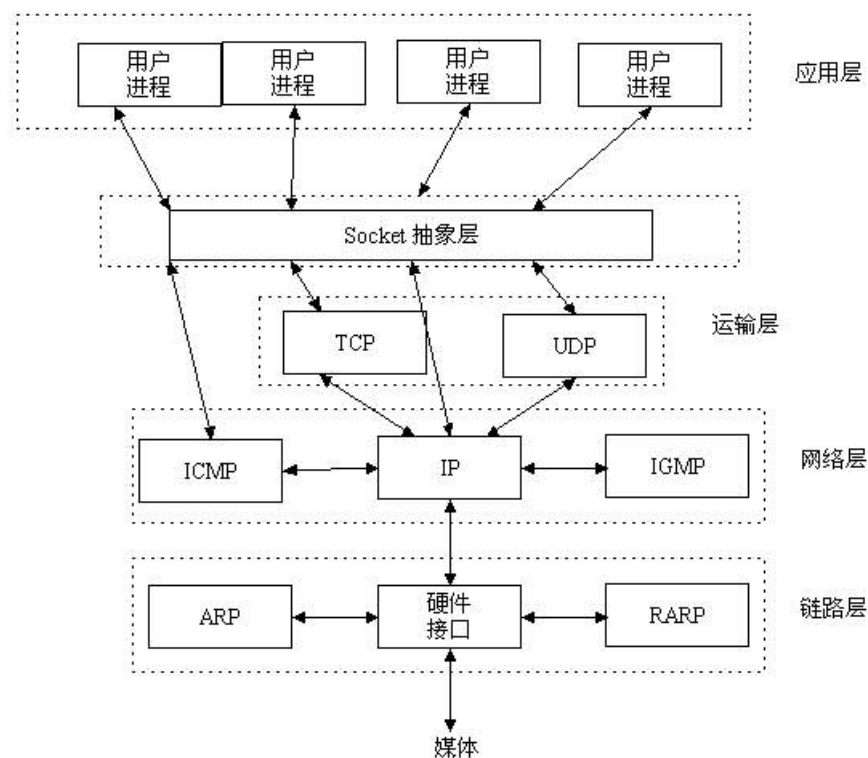 用户
进程
用户
进程
用户
进程
用户
进程
应用层
Socket 抽象层
TCP
UDP
运输层
ICMP
IP
IGMP
网络层
ARP
硬件
接口
RARP
链路层
媒体